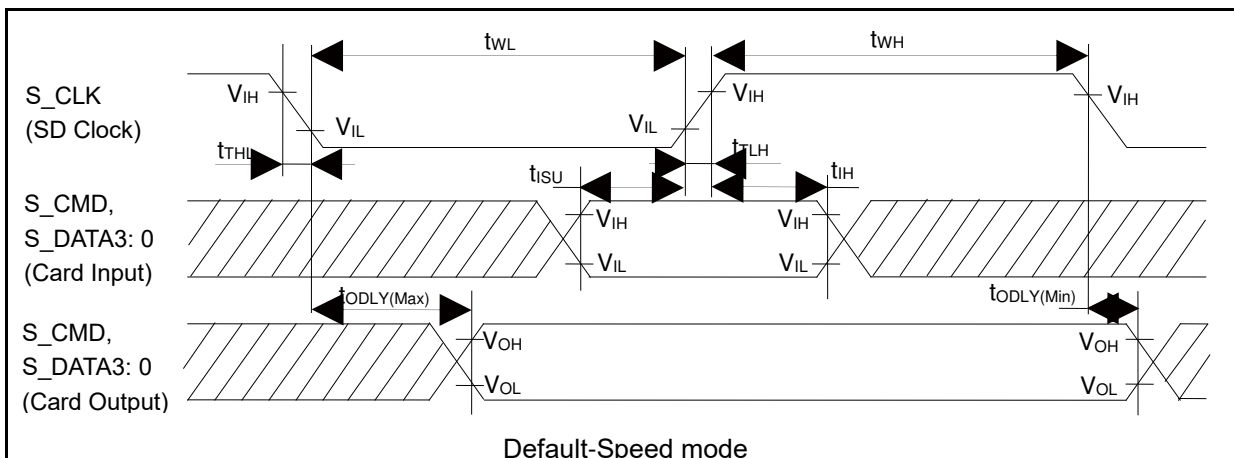 tWL
tWH
S_CLK
(SD Clock)
VIH
VIL
VIL
VIH
VIH
tTHL
tTLH
tISU
tIH
S_CMD,
S_DATA3: 0
(Card Input)
VIH
VIL
VIH
VIL
tODLY(Max)
tODLY(Min)
S_CMD,
S_DATA3: 0
(Card Output)
VOH
VOL
VOH
VOL
Default-Speed mode